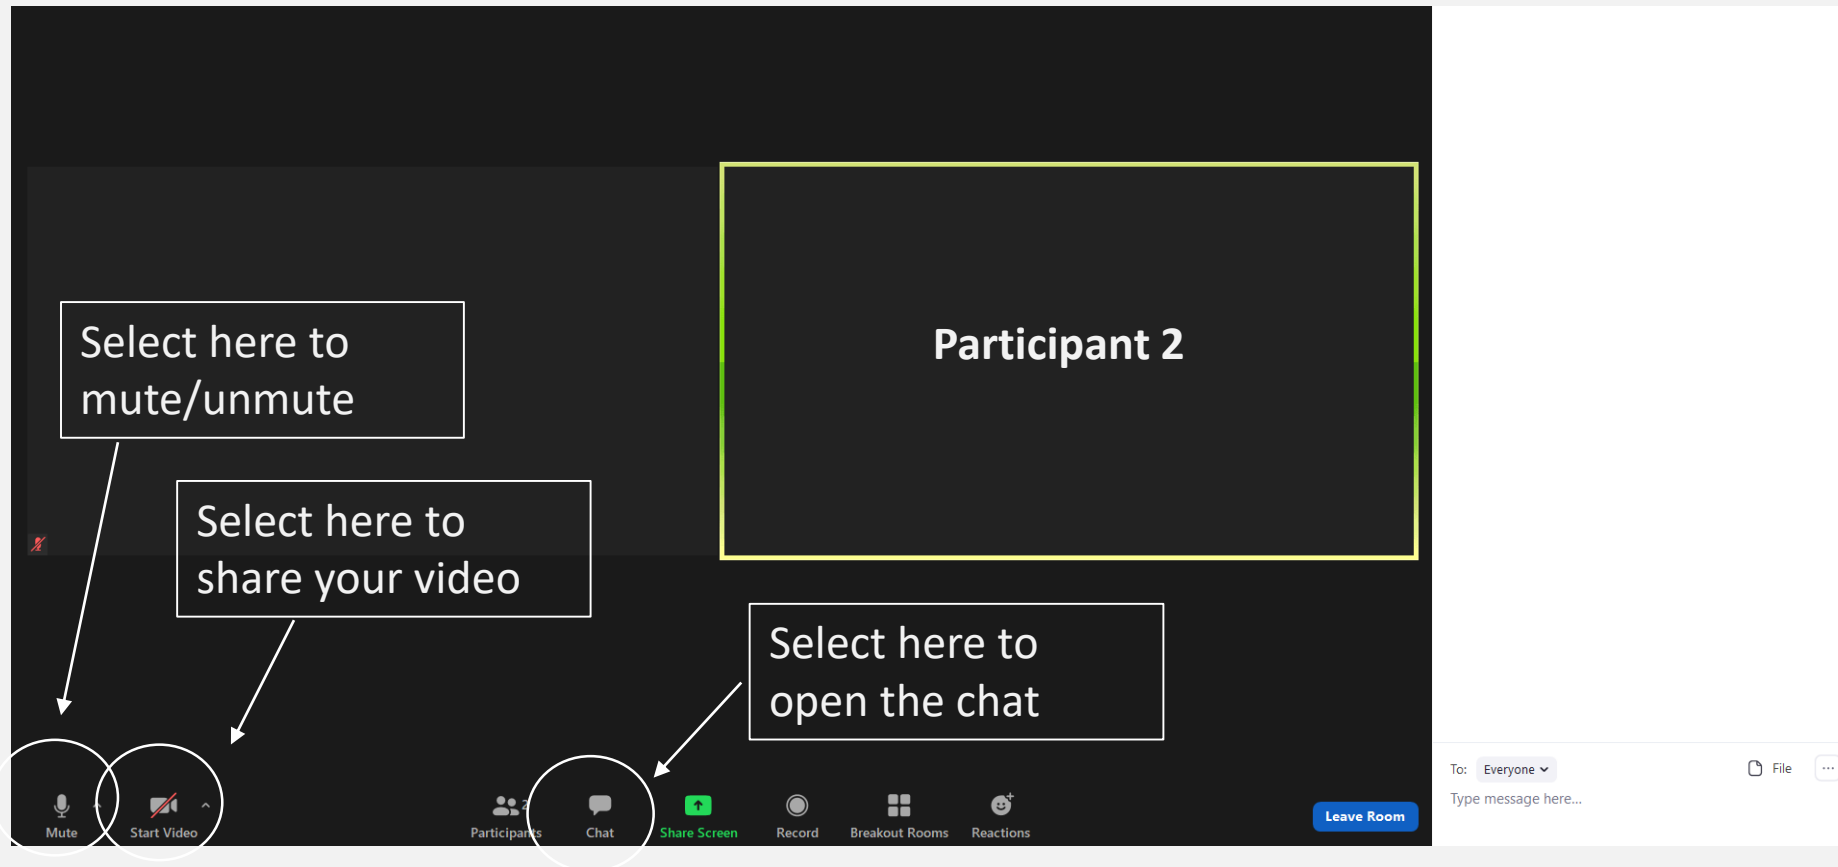 Select here to
mute/unmute
Participant 2
Select here to
share your video
Select here to
open the chat
To: Everyone File ...
Type message here...
2
Mute Start Video Participants Chat Share Screen Record Breakout Rooms Reactions Leave Room